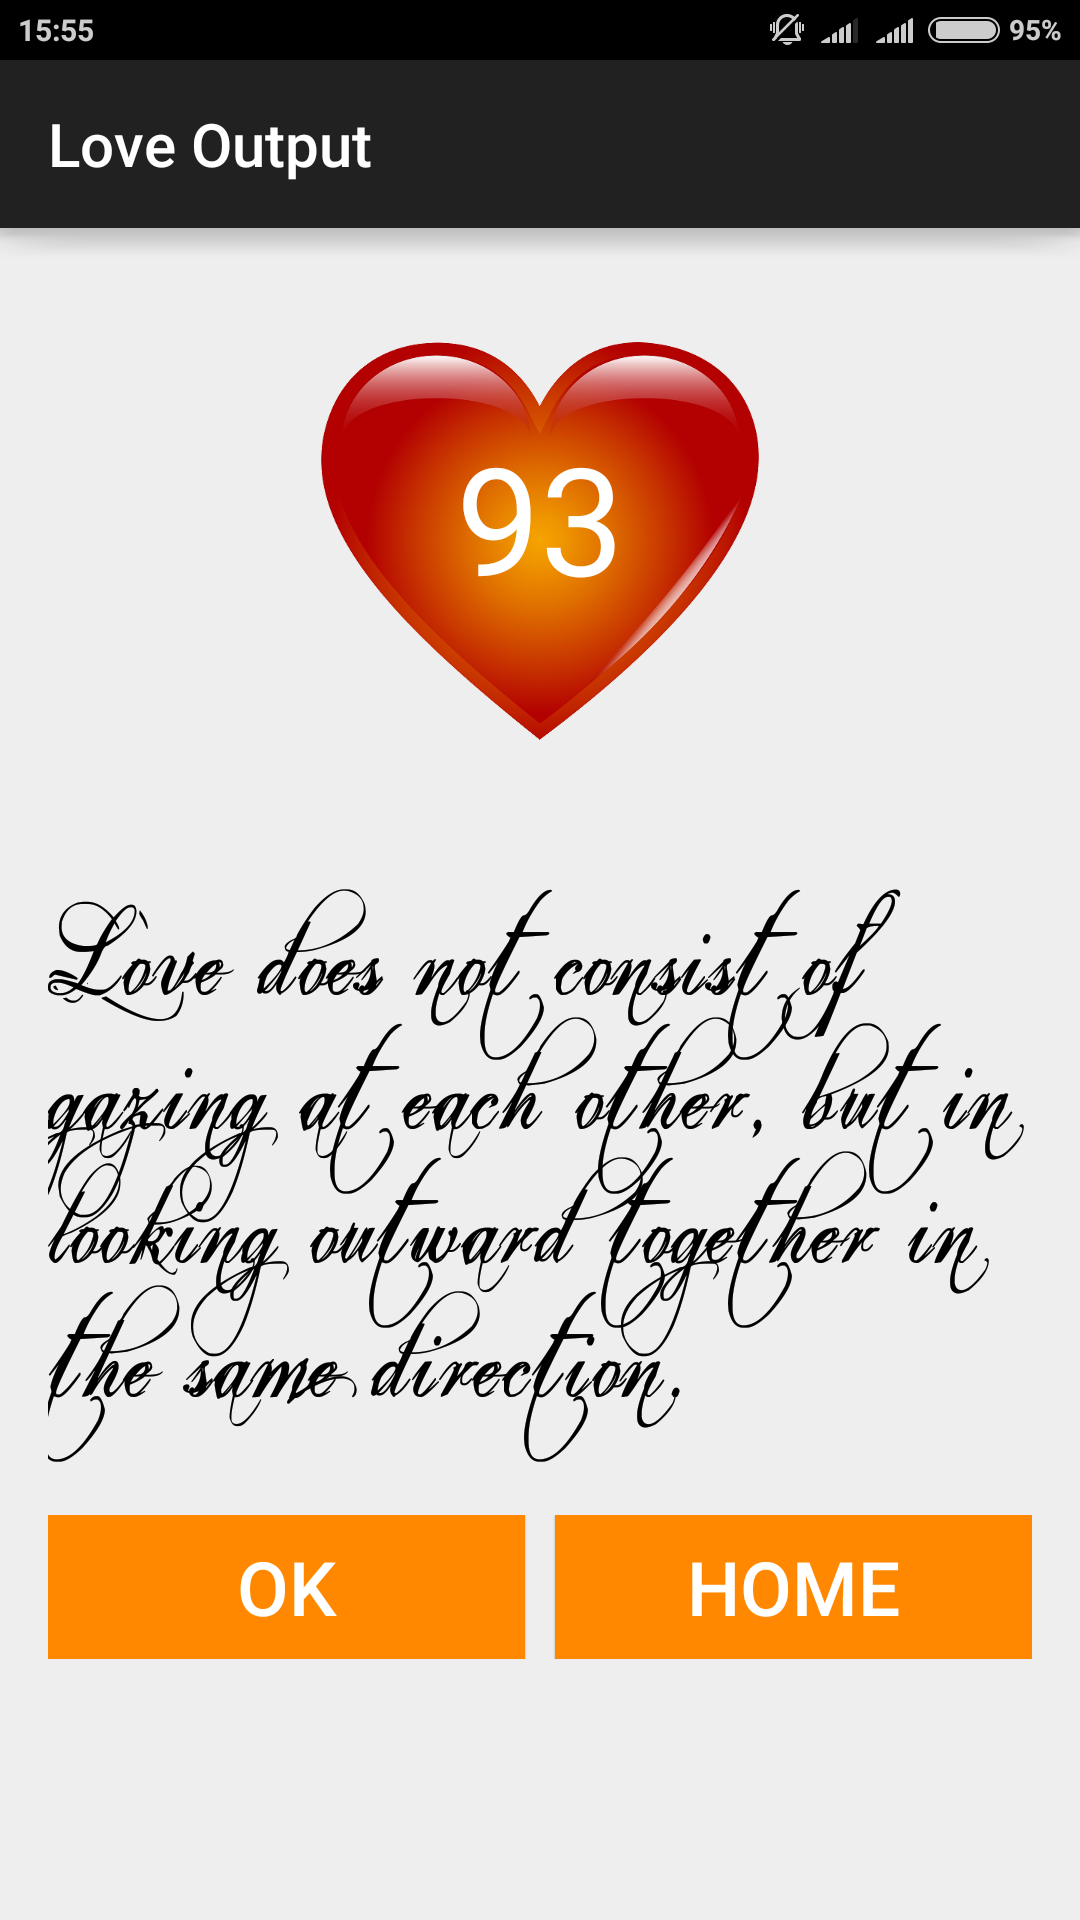 15:55
95%
Love Output
93
Love does not consist of
gazing at each other, but in
looking outward together in
the same direction.
OK
HOME